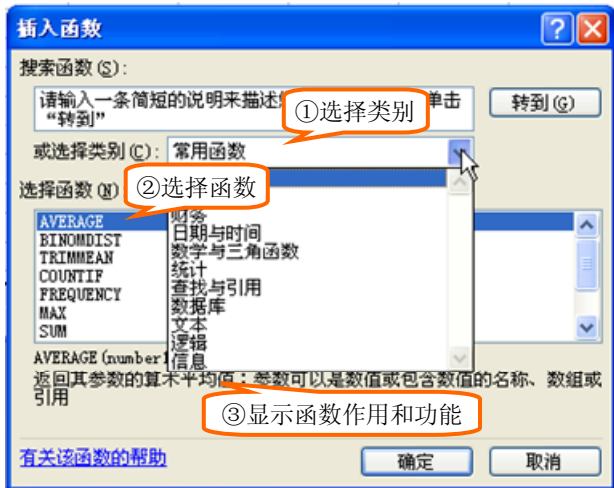 插入函数
搜索函数(S):
请输入一条简短的说明来描述
单击
“转到”
转到(G)
①选择类别
或选择类别(C): 常用函数
选择函数(N)
②选择函数
财务
日期与时间
数学与三角函数
统计
查找与引用
数据库
文本
逻辑
信息
AVERAGE
BINOMDIST
TRIMMEAN
COUNTIF
FREQUENCY
MAX
SUM
AVERAGE(number1
返回其参数的算术平均值；参数可以是数值或包含数值的名称、数组或
引用
③显示函数作用和功能
有关该函数的帮助
确定
取消